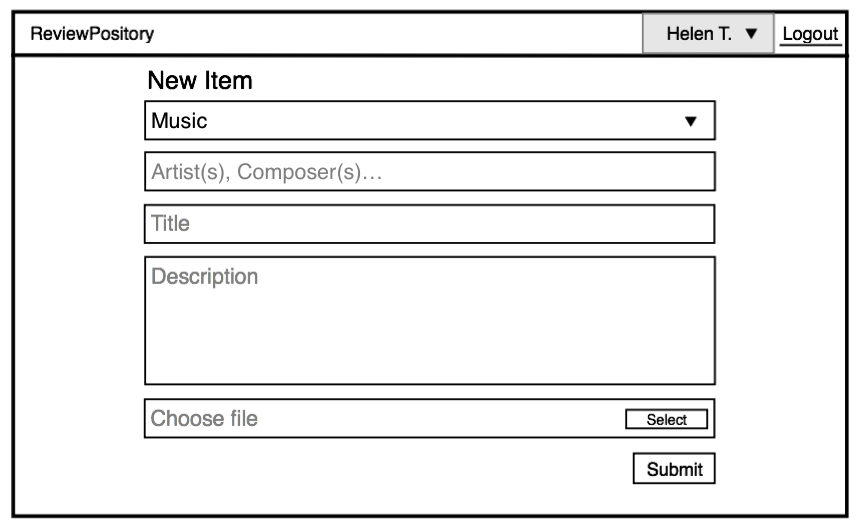 ReviewPository Helen T. ▼ Logout
New Item
Music ▼
Artist(s), Composer(s)...
Title
Description
Choose file Select
Submit